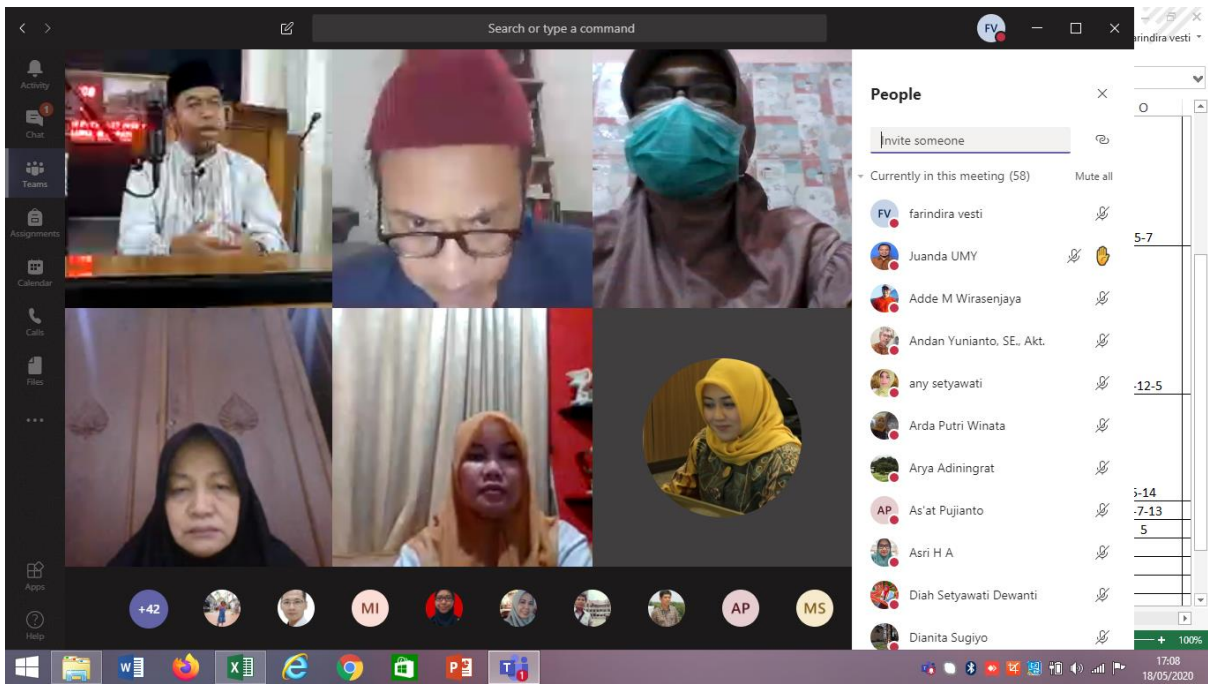 Search or type a command
FV
arindira vesti
Activity
Chat
1
Teams
Assignments
Calendar
Calls
Files
Apps
Help
People
Invite someone
Currently in this meeting (58)
Mute all
FV farindira vesti
Juanda UMY
Adde M Wirasenjaya
Andan Yunianto, SE., Akt.
any setyawati
Arda Putri Winata
Arya Adiningrat
AP As'at Pujianto
Asri H A
Diah Setyawati Dewanti
Dianita Sugiyo
+42
MI
AP
MS
O
5-7
-12-5
5-14
-7-13
5
100%
17:08
18/05/2020